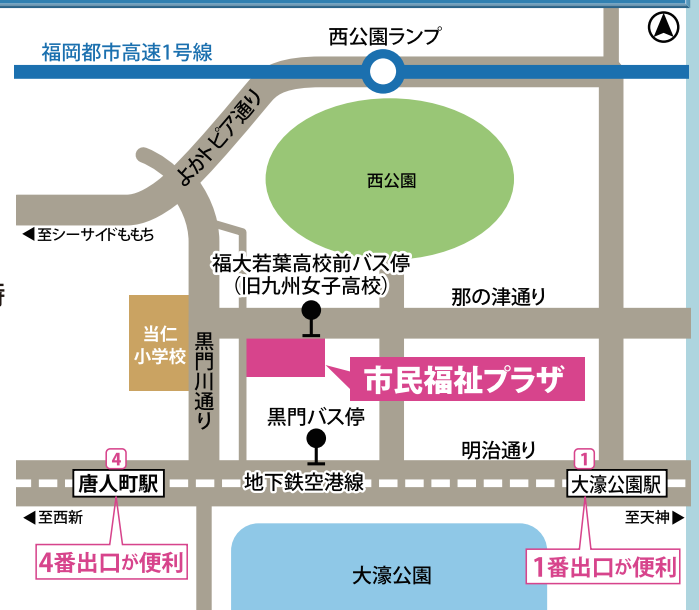 西公園ランプ
福岡都市高速1号線
よかトピア通り
西公園
◀至シーサイドももち
福大若葉高校前バス停
（旧九州女子高校）
那の津通り
時
当仁
小学校
黒門川通り
市民福祉プラザ
黒門バス停
明治通り
4
1
唐人町駅
地下鉄空港線
大濠公園駅
◀至西新
至天神▶
4番出口が便利
1番出口が便利
大濠公園